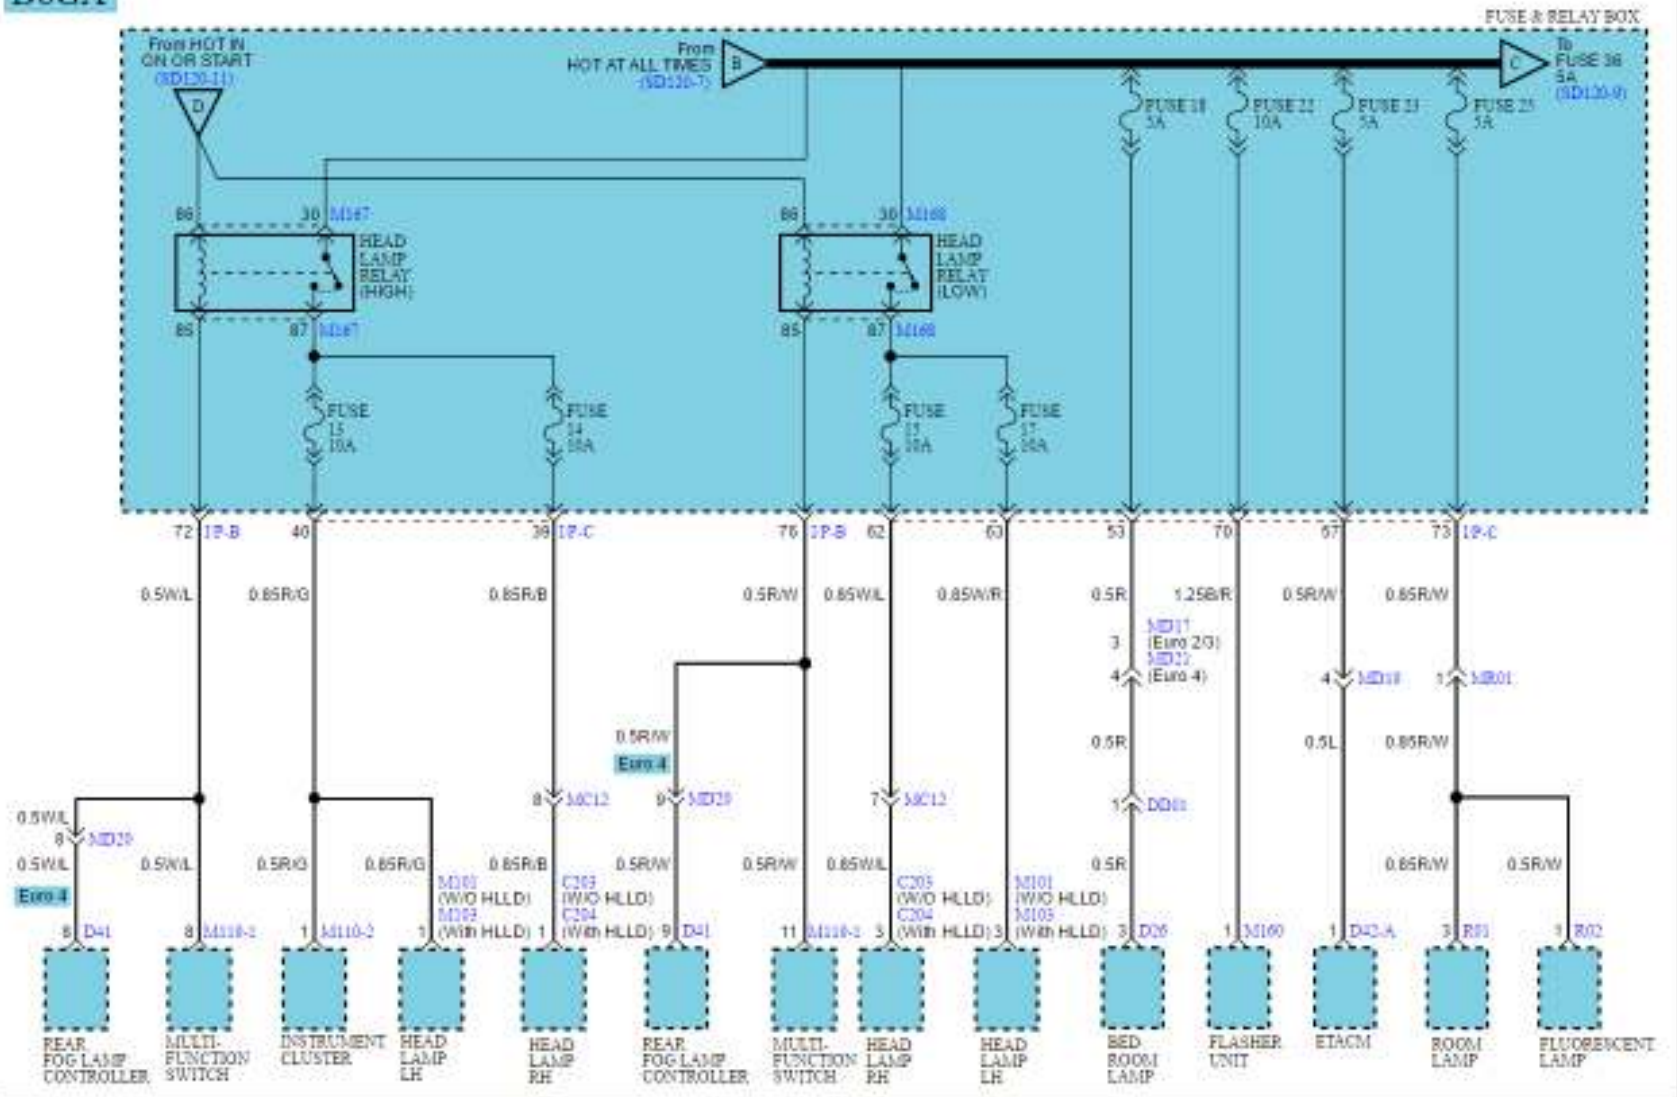 FUSE & RELAY BOX
From HOT IN
ON OR START
(SD120-11)
D
From
HOT AT ALL TIMES
(SD120-7)
B
C
To
FUSE 36
5A
(SD120-9)
FUSE 18
5A
FUSE 22
10A
FUSE 23
5A
FUSE 25
5A
86
30
M167
86
30
M168
HEAD
LAMP
RELAY
(HIGH)
HEAD
LAMP
RELAY
(LOW)
85
87
M167
85
87
M168
FUSE
10A
FUSE
14
10A
FUSE
10A
FUSE
17
10A
72
I/P-B
40
39
I/P-C
76
I/P-B
62
63
53
70
67
73
I/P-C
0.5W/L
0.85R/G
0.85R/B
0.5R/W
0.85W/L
0.85W/R
0.5R
1.25B/R
0.5R/W
0.85R/W
MD17
3
(Euro 2/3)
4
(Euro 4)
4
1
MR01
0.5R/W
Euro 4
0.5R
0.5L
0.85R/W
8
MC12
9
MD20
7
MC12
1
DD01
0.5W/L
8
MD20
0.5W/L
0.5W/L
0.5R/G
0.85R/G
0.85R/B
0.5R/W
0.5R/W
0.85W/L
0.5R
0.85R/W
0.5R/W
Euro 4
M101
(W/O HLLD)
M103
(With HLLD)
C203
(W/O HLLD)
C204
(With HLLD)
C203
(W/O HLLD)
C204
(With HLLD)
M101
(W/O HLLD)
M103
(With HLLD)
8
D41
8
M110-1
1
M110-2
1
1
9
D41
11
M110-1
3
3
3
D26
1
M160
1
D42-A
3
R01
1
R02
REAR
FOG LAMP
CONTROLLER
MULTI-
FUNCTION
SWITCH
INSTRUMENT
CLUSTER
HEAD
LAMP
LH
HEAD
LAMP
RH
REAR
FOG LAMP
CONTROLLER
MULTI-
FUNCTION
SWITCH
HEAD
LAMP
RH
HEAD
LAMP
LH
BED
ROOM
LAMP
FLASHER
UNIT
ETACM
ROOM
LAMP
FLUORESCENT
LAMP